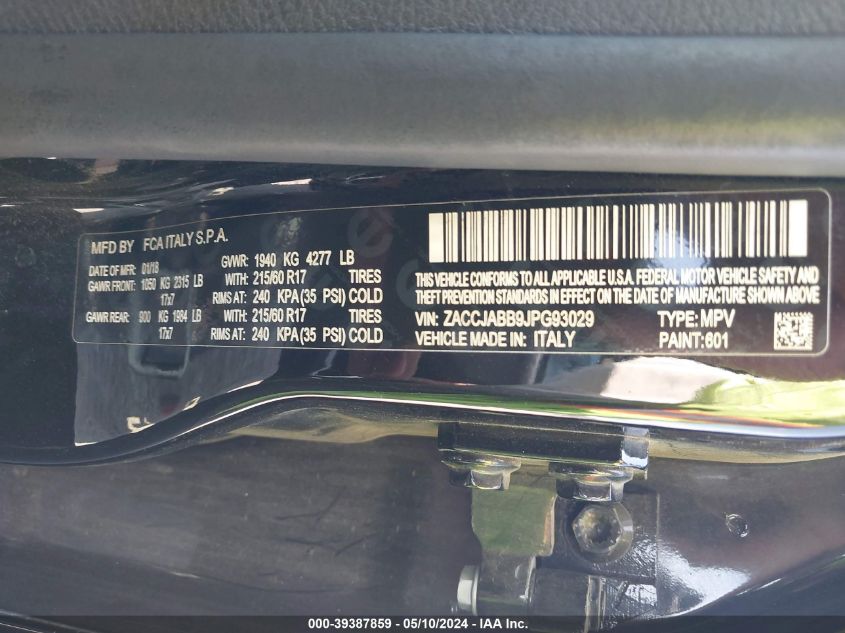 MFD BY FCA ITALY S.P.A.
DATE OF MFR: 01/18 GVWR: 1940 KG 4277 LB
GAWR FRONT: 1050 KG 2315 LB WITH: 215/60 R17 TIRES
17x7 RIMS AT: 240 KPA (35 PSI) COLD
GAWR REAR: 900 KG 1984 LB WITH: 215/60 R17 TIRES
17x7 RIMS AT: 240 KPA (35 PSI) COLD
THIS VEHICLE CONFORMS TO ALL APPLICABLE U.S.A. FEDERAL MOTOR VEHICLE SAFETY AND
THEFT PREVENTION STANDARDS IN EFFECT ON THE DATE OF MANUFACTURE SHOWN ABOVE
VIN: ZACCJABB9JPG93029 TYPE: MPV
VEHICLE MADE IN: ITALY PAINT: 601
000-39387859 - 05/10/2024 - IAA Inc.